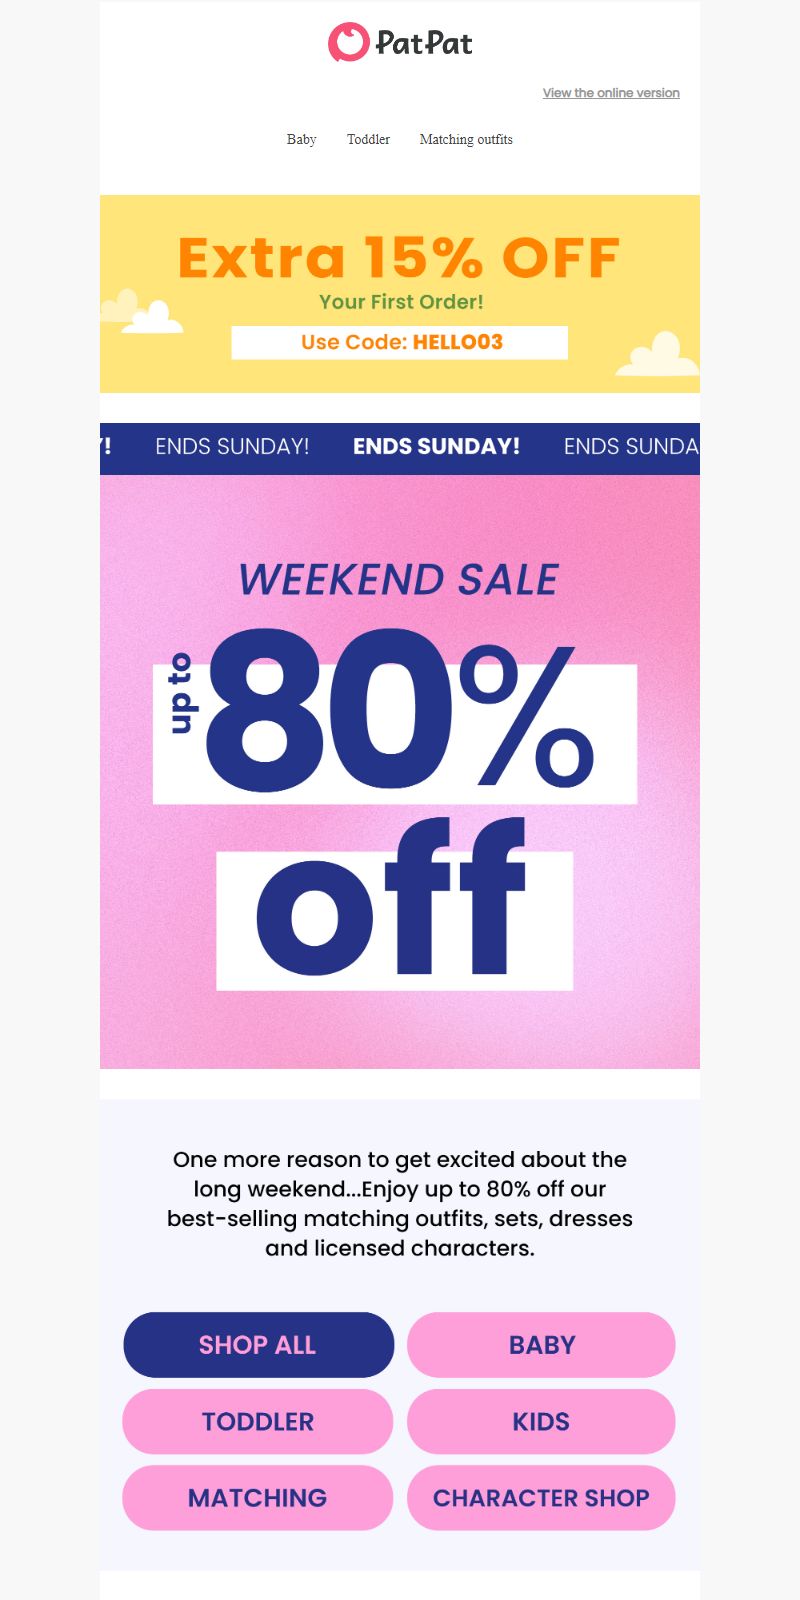 PatPat
View the online version
Baby Toddler Matching outfits
Extra 15% OFF
Your First Order!
Use Code: HELLO03
Y! ENDS SUNDAY! ENDS SUNDAY! ENDS SUNDA
WEEKEND SALE
up to 80%
off
One more reason to get excited about the
long weekend...Enjoy up to 80% off our
best-selling matching outfits, sets, dresses
and licensed characters.
SHOP ALL BABY
TODDLER KIDS
MATCHING CHARACTER SHOP